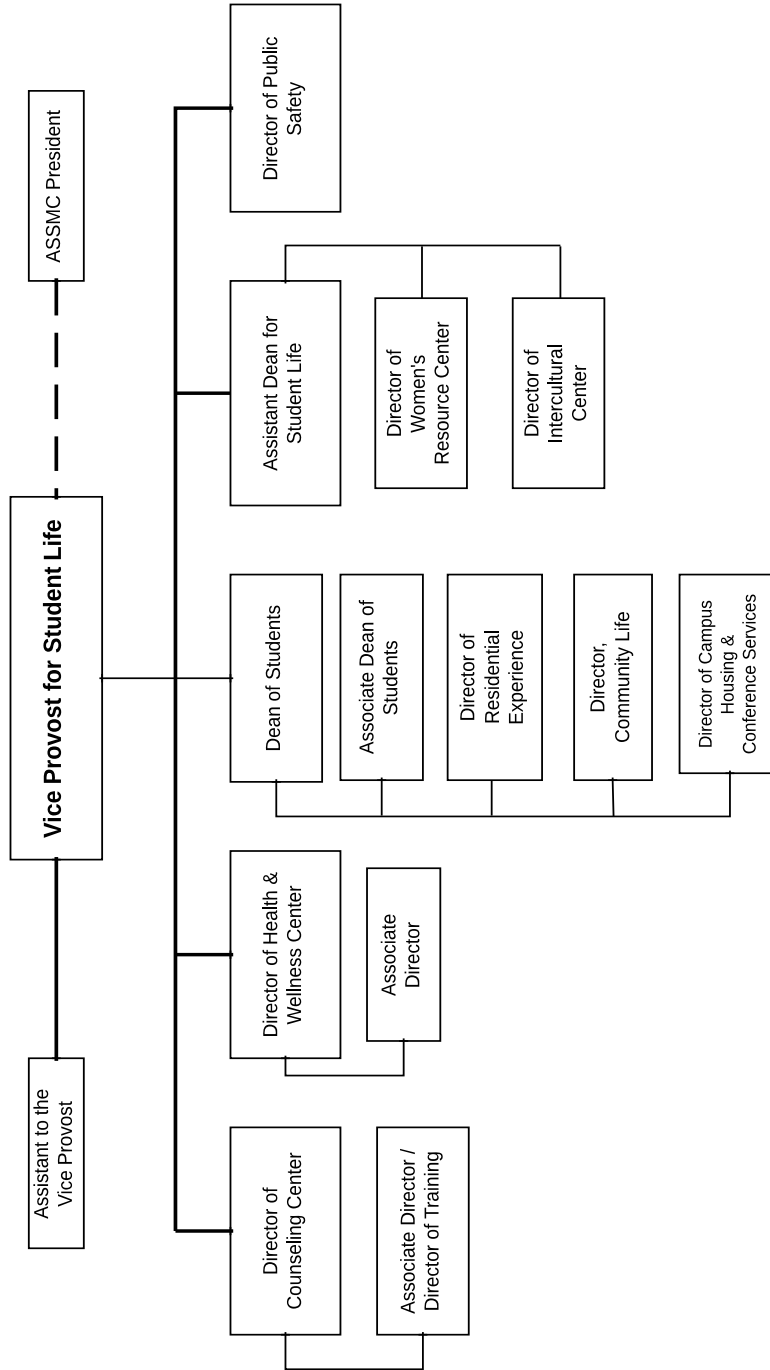 Assistant to the
Vice Provost
Vice Provost for Student Life
ASSMC President
Director of
Counseling Center
Associate Director /
Director of Training
Director of Health &
Wellness Center
Associate
Director
Dean of Students
Associate Dean of
Students
Director of
Residential
Experience
Director,
Community Life
Director of Campus
Housing &
Conference Services
Assistant Dean for
Student Life
Director of
Women's
Resource Center
Director of
Intercultural
Center
Director of Public
Safety